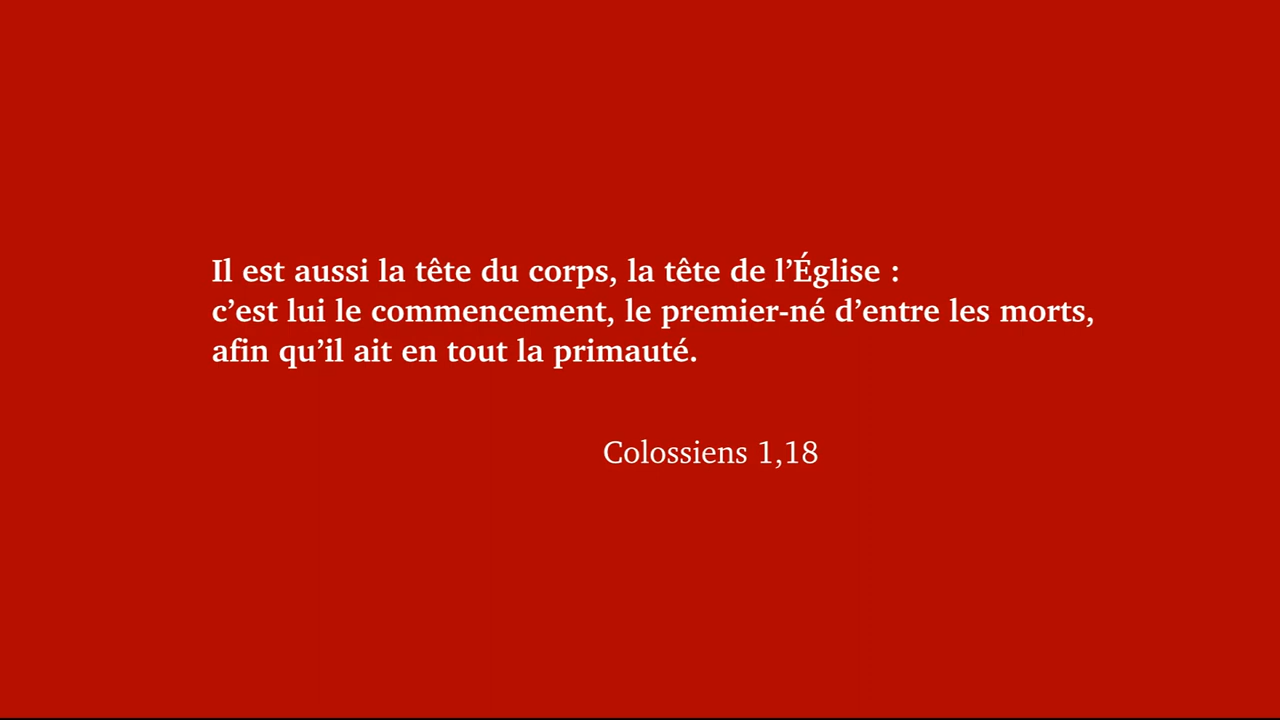 Il est aussi la tête du corps, la tête de l’Église :
c’est lui le commencement, le premier-né d’entre les morts,
afin qu’il ait en tout la primauté.
Colossiens 1,18